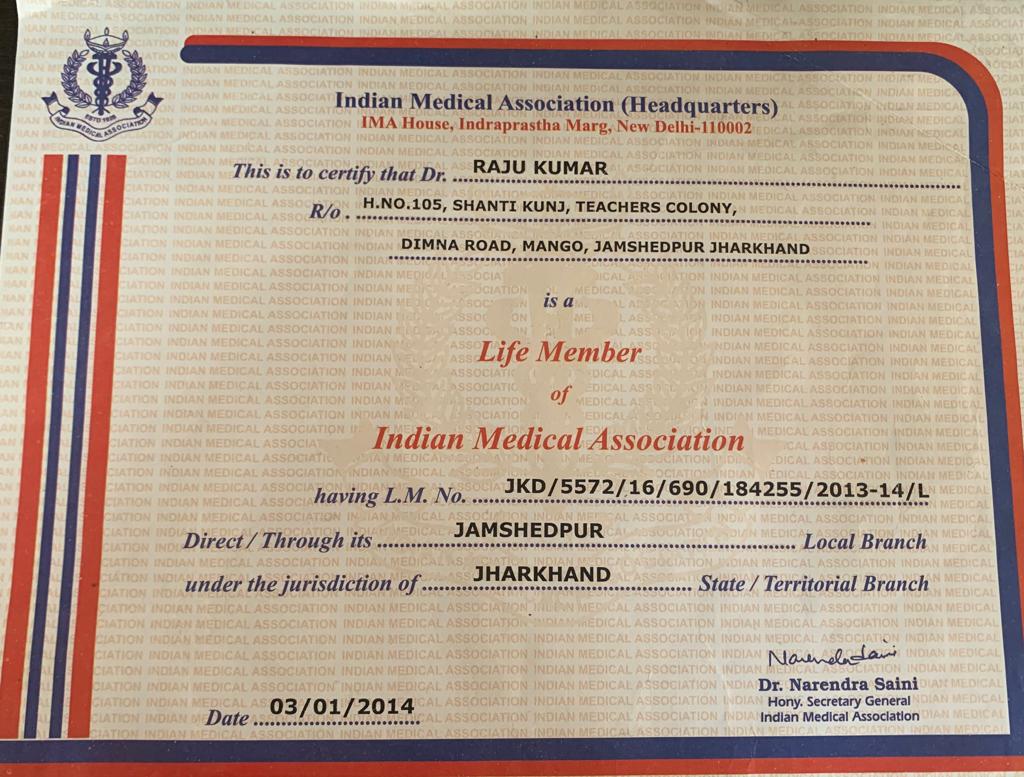 ESTD 1928
INDIAN MEDICAL ASSOCIATION
Indian Medical Association (Headquarters)
IMA House, Indraprastha Marg, New Delhi-110002
This is to certify that Dr. RAJU KUMAR
R/o . H.NO.105, SHANTI KUNJ, TEACHERS COLONY,
DIMNA ROAD, MANGO, JAMSHEDPUR JHARKHAND
is a
Life Member
of
Indian Medical Association
having L.M. No. JKD/5572/16/690/184255/2013-14/L
Direct / Through its JAMSHEDPUR Local Branch
under the jurisdiction of JHARKHAND State / Territorial Branch
Narendra Saini
Dr. Narendra Saini
Hony. Secretary General
Indian Medical Association
Date 03/01/2014